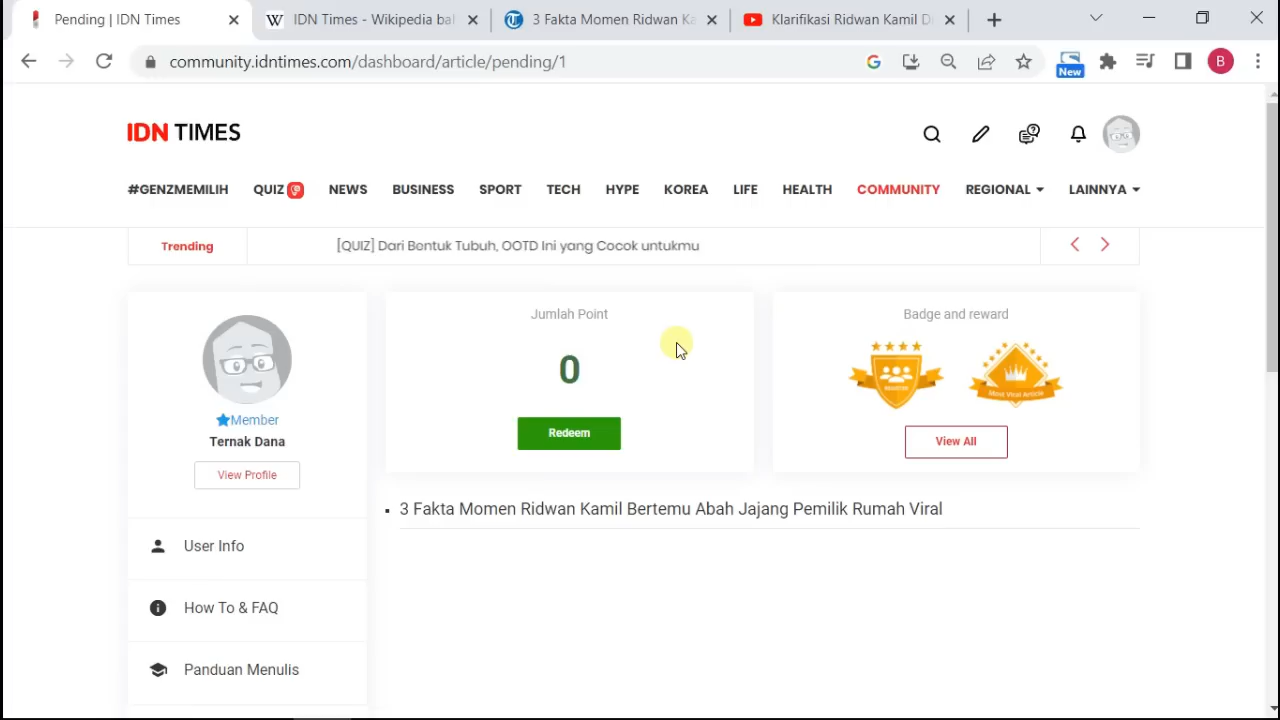 Pending | IDN Times
IDN Times - Wikipedia bal
3 Fakta Momen Ridwan Ka
Klarifikasi Ridwan Kamil Di
community.idntimes.com/dashboard/article/pending/1
New
B
IDN TIMES
#GENZMEMILIH QUIZ NEWS BUSINESS SPORT TECH HYPE KOREA LIFE HEALTH COMMUNITY REGIONAL LAINNYA
Trending
[QUIZ] Dari Bentuk Tubuh, OOTD Ini yang Cocok untukmu
Member
Ternak Dana
View Profile
User Info
How To & FAQ
Panduan Menulis
Jumlah Point
0
Redeem
Badge and reward
Most Viral Article
View All
3 Fakta Momen Ridwan Kamil Bertemu Abah Jajang Pemilik Rumah Viral